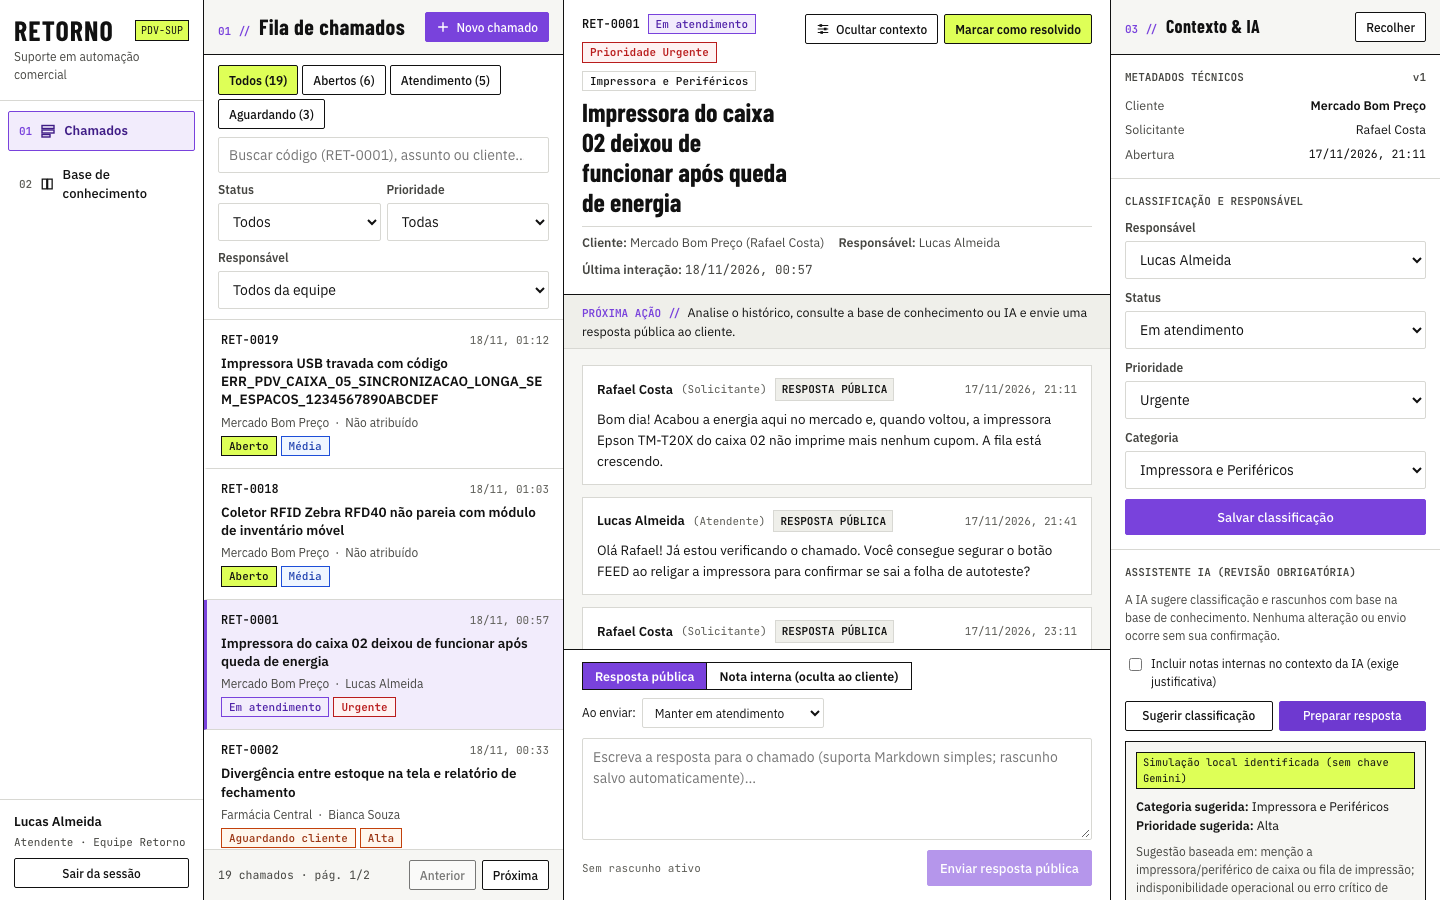 RETORNO
PDV-SUP
Suporte em automação
comercial
01 Chamados
02 Base de
conhecimento
Lucas Almeida
Atendente · Equipe Retorno
Sair da sessão
01 // Fila de chamados
+ Novo chamado
Todos (19)
Abertos (6)
Atendimento (5)
Aguardando (3)
Buscar código (RET-0001), assunto ou cliente..
Status
Prioridade
Todos
Todas
Responsável
Todos da equipe
RET-0019 18/11, 01:12
Impressora USB travada com código
ERR_PDV_CAIXA_05_SINCRONIZACAO_LONGA_SE
M_ESPACOS_1234567890ABCDEF
Mercado Bom Preço · Não atribuído
Aberto Média
RET-0018 18/11, 01:03
Coletor RFID Zebra RFD40 não pareia com módulo
de inventário móvel
Mercado Bom Preço · Não atribuído
Aberto Média
RET-0001 18/11, 00:57
Impressora do caixa 02 deixou de funcionar após
queda de energia
Mercado Bom Preço · Lucas Almeida
Em atendimento Urgente
RET-0002 18/11, 00:33
Divergência entre estoque na tela e relatório de
fechamento
Farmácia Central · Bianca Souza
Aguardando cliente Alta
19 chamados · pág. 1/2
Anterior
Próxima
RET-0001 Em atendimento
Prioridade Urgente
Impressora e Periféricos
Ocultar contexto
Marcar como resolvido
Impressora do caixa
02 deixou de
funcionar após queda
de energia
Cliente: Mercado Bom Preço (Rafael Costa) Responsável: Lucas Almeida
Última interação: 18/11/2026, 00:57
PRÓXIMA AÇÃO // Analise o histórico, consulte a base de conhecimento ou IA e envie uma
resposta pública ao cliente.
Rafael Costa (Solicitante) RESPOSTA PÚBLICA 17/11/2026, 21:11
Bom dia! Acabou a energia aqui no mercado e, quando voltou, a impressora
Epson TM-T20X do caixa 02 não imprime mais nenhum cupom. A fila está
crescendo.
Lucas Almeida (Atendente) RESPOSTA PÚBLICA 17/11/2026, 21:41
Olá Rafael! Já estou verificando o chamado. Você consegue segurar o botão
FEED ao religar a impressora para confirmar se sai a folha de autoteste?
Rafael Costa (Solicitante) RESPOSTA PÚBLICA 17/11/2026, 23:11
Resposta pública
Nota interna (oculta ao cliente)
Ao enviar: Manter em atendimento
Escreva a resposta para o chamado (suporta Markdown simples; rascunho
salvo automaticamente)...
Sem rascunho ativo
Enviar resposta pública
03 // Contexto & IA
Recolher
METADADOS TÉCNICOS v1
Cliente Mercado Bom Preço
Solicitante Rafael Costa
Abertura 17/11/2026, 21:11
CLASSIFICAÇÃO E RESPONSÁVEL
Responsável
Lucas Almeida
Status
Em atendimento
Prioridade
Urgente
Categoria
Impressora e Periféricos
Salvar classificação
ASSISTENTE IA (REVISÃO OBRIGATÓRIA)
A IA sugere classificação e rascunhos com base na
base de conhecimento. Nenhuma alteração ou envio
ocorre sem sua confirmação.
Incluir notas internas no contexto da IA (exige
justificativa)
Sugerir classificação
Preparar resposta
Simulação local identificada (sem chave
Gemini)
Categoria sugerida: Impressora e Periféricos
Prioridade sugerida: Alta
Sugestão baseada em: menção a
impressora/periférico de caixa ou fila de impressão;
indisponibilidade operacional ou erro crítico de